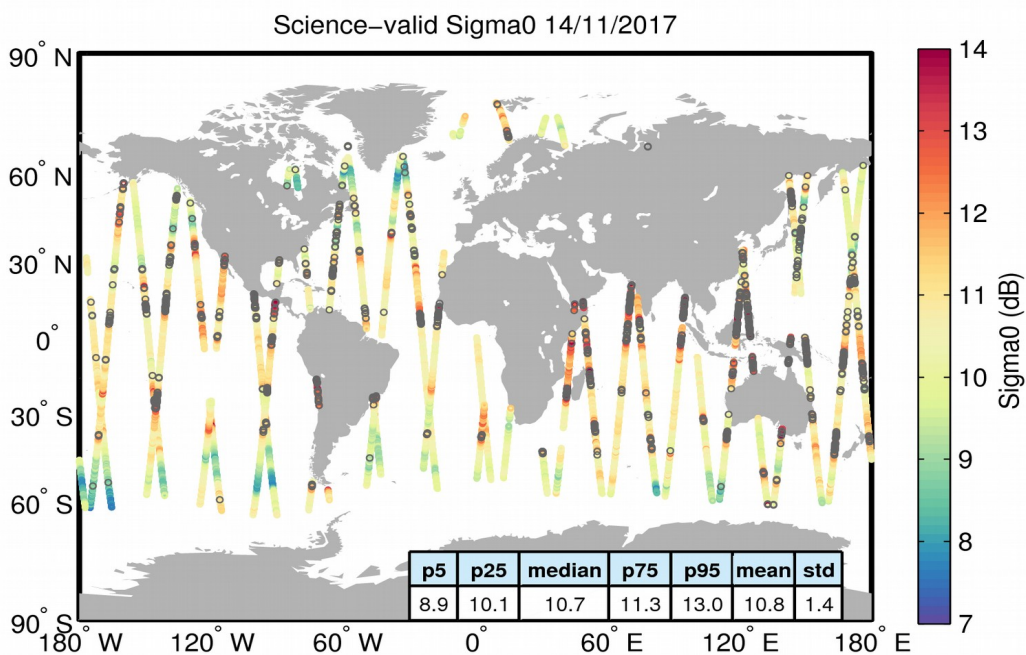 Science-valid Sigma0 14/11/2017
90° N
60° N
30° N
0°
30° S
60° S
90° S
180° W
120° W
60° W
0°
60° E
120° E
180° E
p5 p25 median p75 p95 mean std
8.9 10.1 10.7 11.3 13.0 10.8 1.4
14
13
12
11
10
9
8
7
Sigma0 (dB)